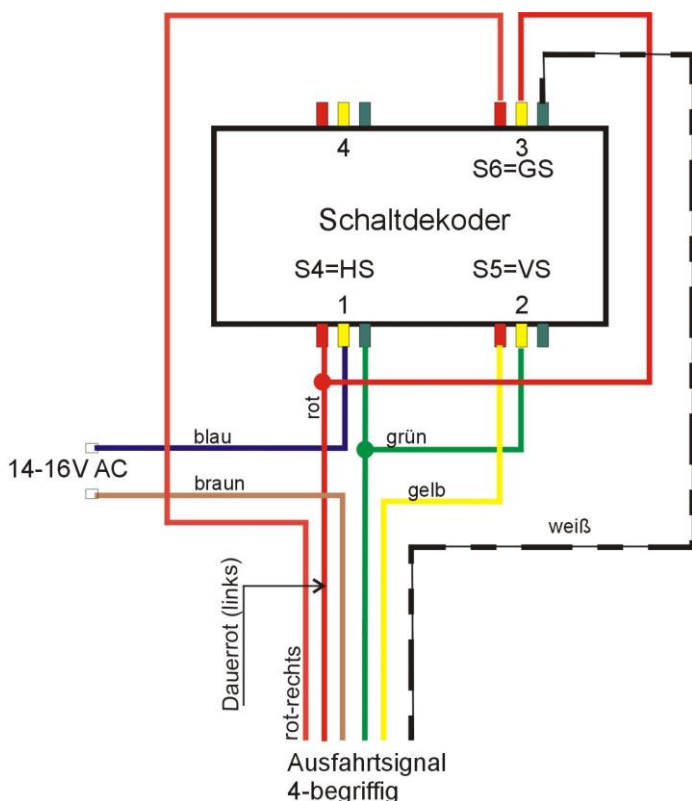 4
3
S6=GS
Schaltdekoder
S4=HS
S5=VS
1
2
rot
blau
grün
14-16V AC
braun
gelb
weiß
Dauerrot (links)
rot-rechts
Ausfahrtsignal
4-begriffig